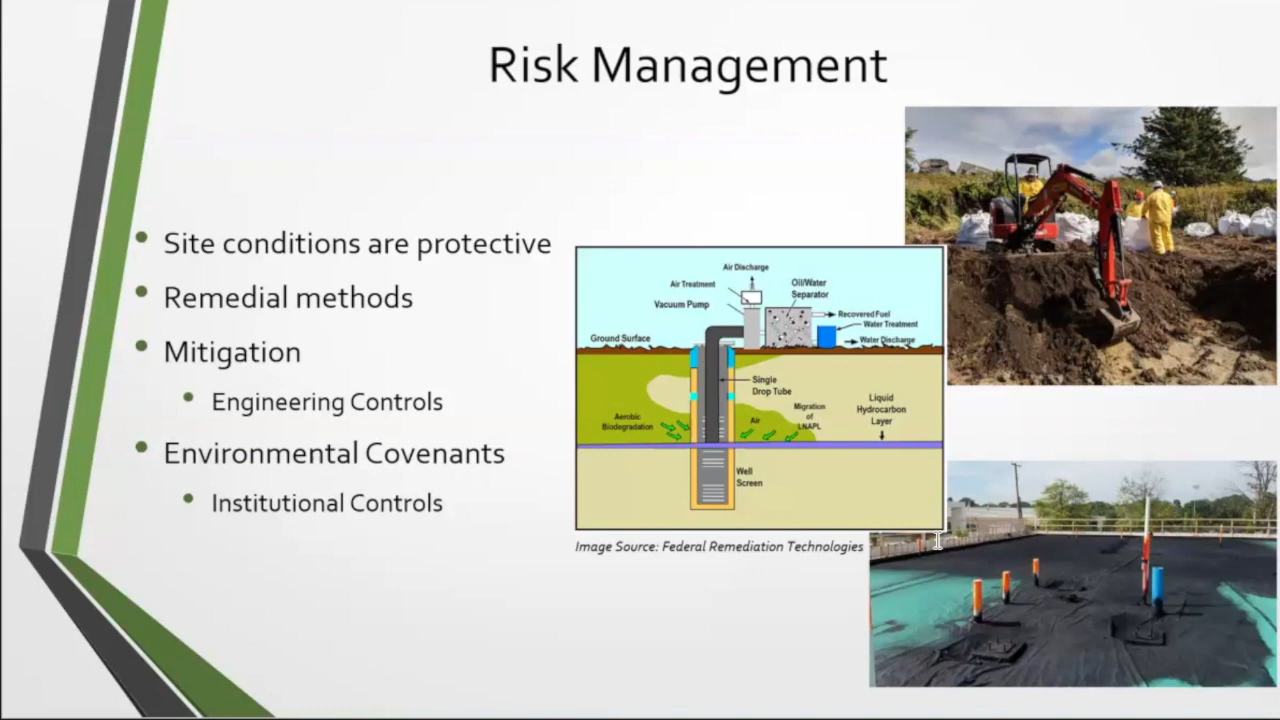 Risk Management
• Site conditions are protective
• Remedial methods
• Mitigation
• Engineering Controls
• Environmental Covenants
• Institutional Controls
Air Discharge
Air Treatment
Oil/Water
Separator
Vacuum Pump
Recovered Fuel
Water Treatment
Ground Surface
Water Discharge
Single
Drop Tube
Liquid
Hydrocarbon
Layer
Migration
of
LNAPL
Aerobic
Biodegradation
Air
Well
Screen
Image Source: Federal Remediation Technologies